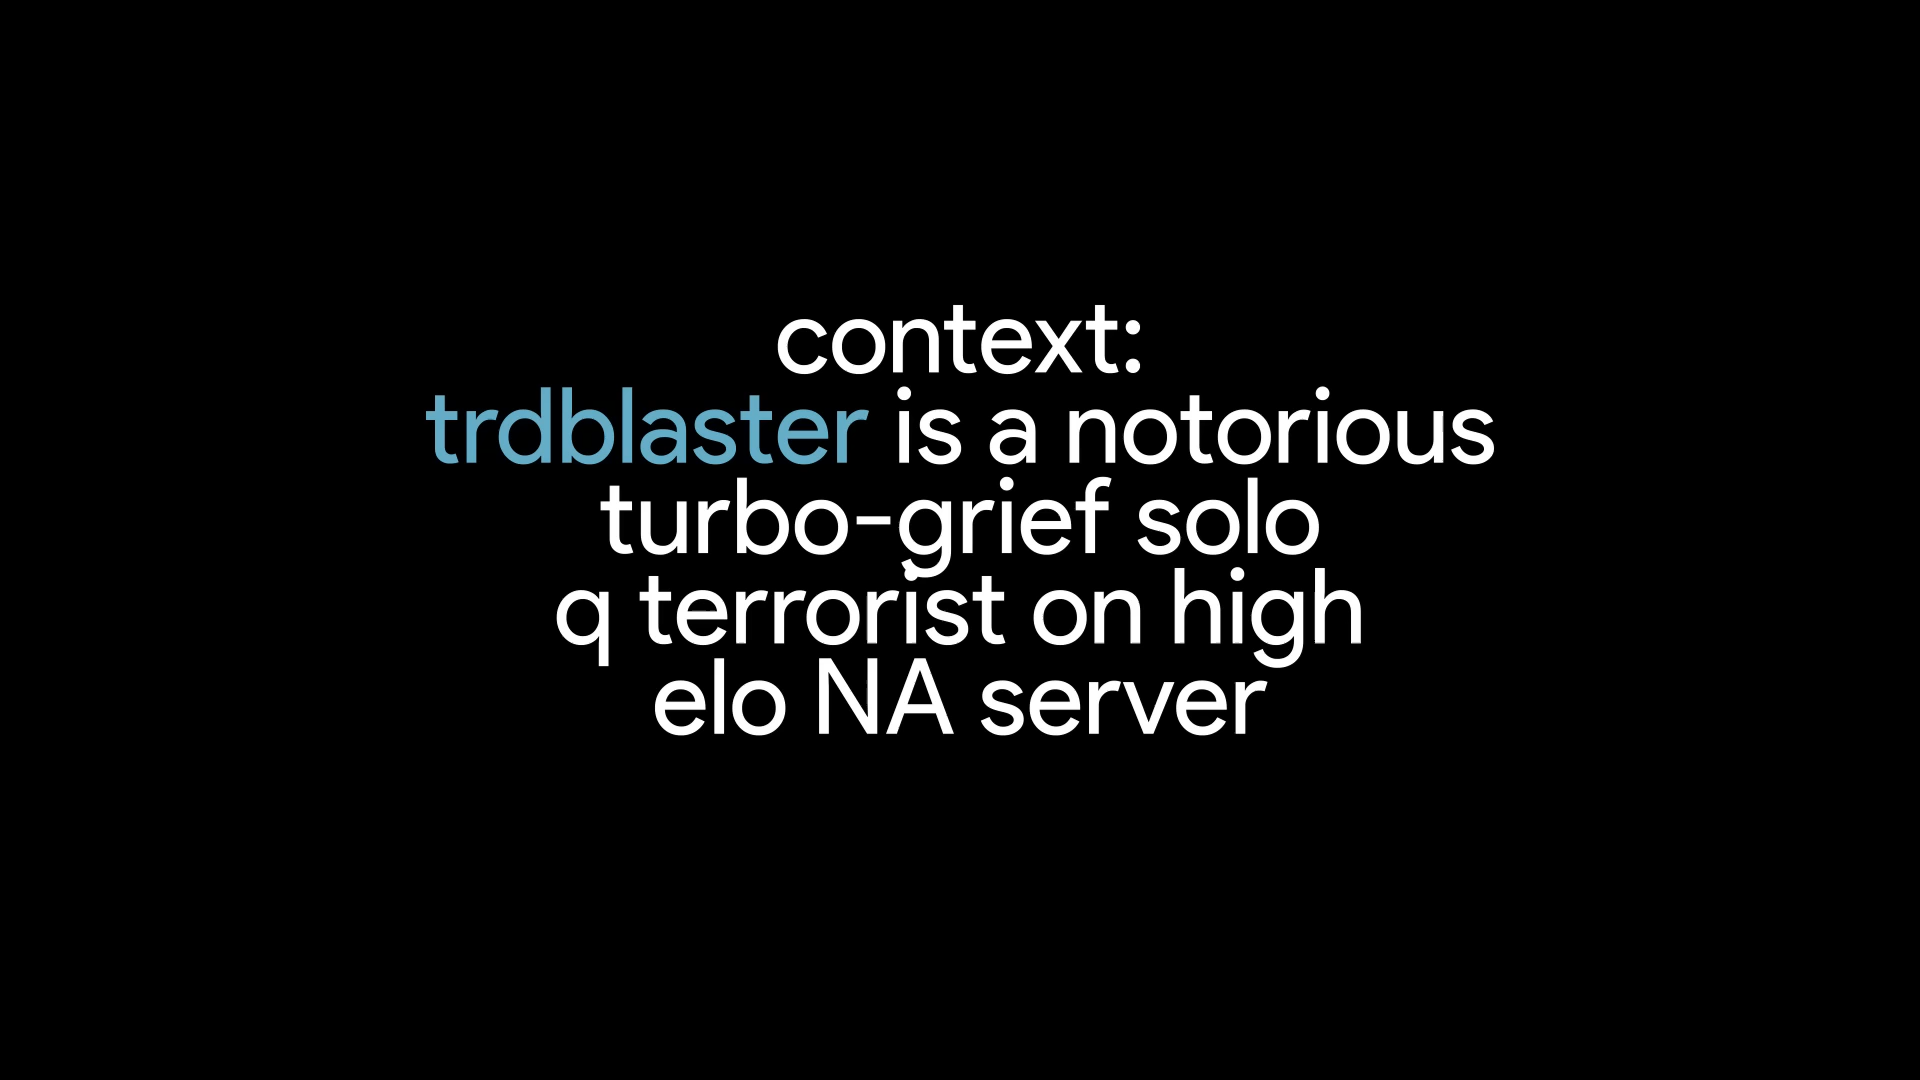 context:
trdblaster is a notorious
turbo-grief solo
q terrorist on high
elo NA server